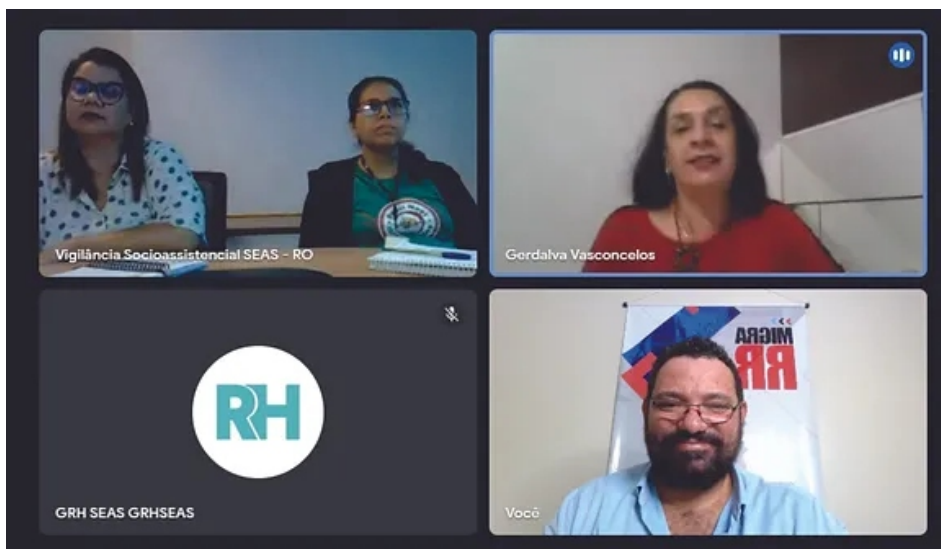 Vigilância Socioassistencial SEAS - RO
Gerdalva Vasconcelos
RH
GRH SEAS GRHSEAS
MIGRA
RR
Você